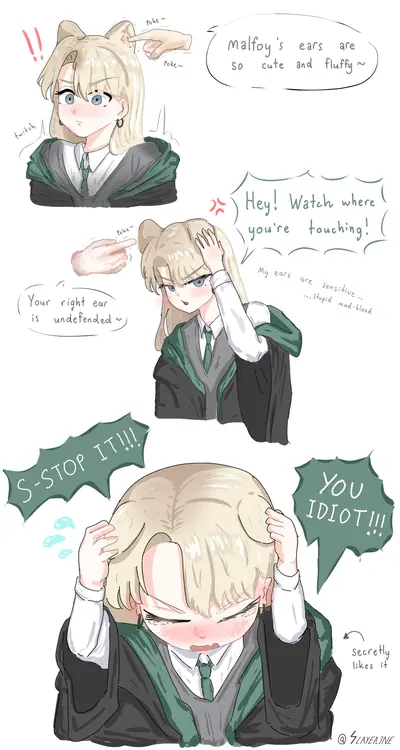 !!
Poke~
Poke~
Malfoy's ears are
so cute and fluffy~
twitch
Poke~
Hey! Watch where
you're touching!
My ears are sensitive...
...stupid mud-blood
Your right ear
is undefended~
S-STOP IT!!!
YOU
IDIOT!!!
secretly
likes it
@SLAYERJNE